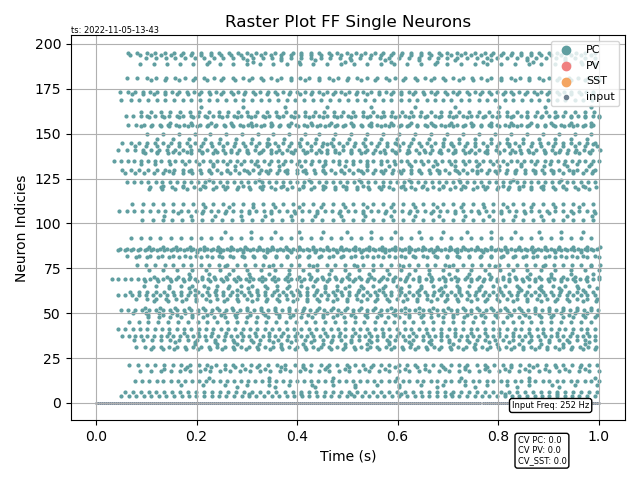 Raster Plot FF Single Neurons
ts: 2022-11-05-13-43
PC
PV
SST
input
200
175
150
125
100
75
50
25
0
Neuron Indicies
Input Freq: 252 Hz
0.0 0.2 0.4 0.6 0.8 1.0
Time (s)
CV PC: 0.0
CV PV: 0.0
CV_SST: 0.0